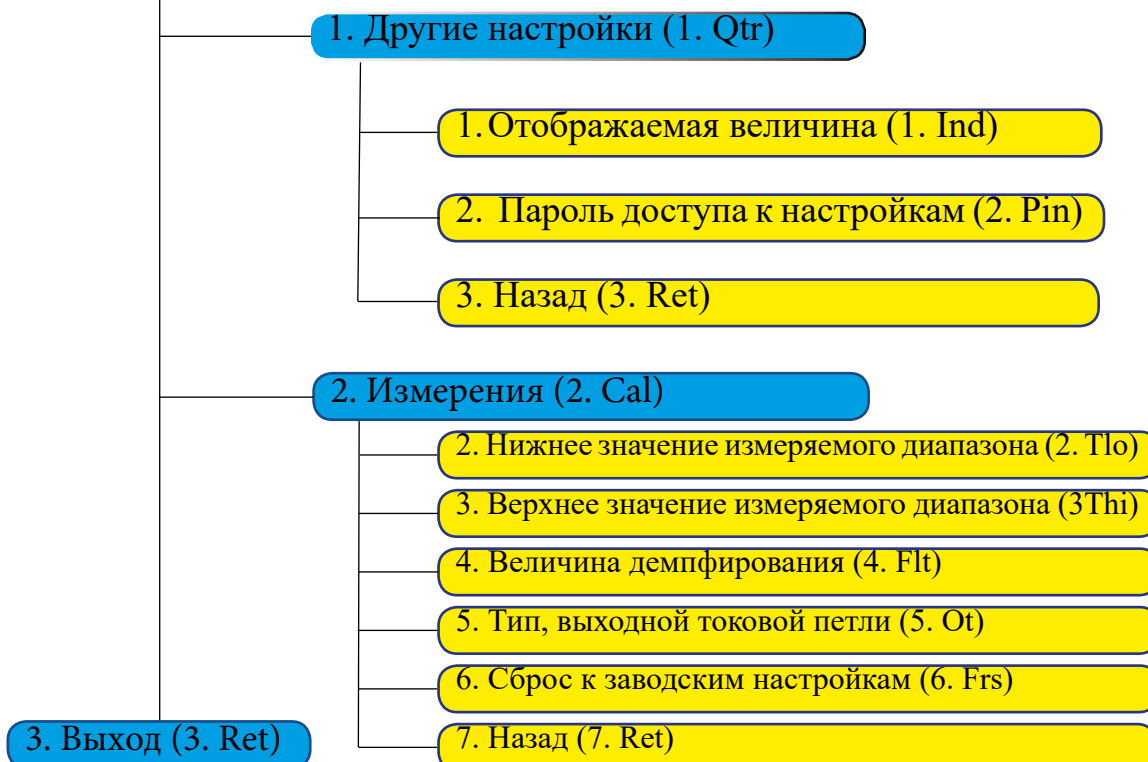 1. Другие настройки (1. Qtr)
1. Отображаемая величина (1. Ind)
2. Пароль доступа к настройкам (2. Pin)
3. Назад (3. Ret)
2. Измерения (2. Cal)
2. Нижнее значение измеряемого диапазона (2. Tlo)
3. Верхнее значение измеряемого диапазона (3Thi)
4. Величина демпфирования (4. Flt)
5. Тип, выходной токовой петли (5. Ot)
6. Сброс к заводским настройкам (6. Frs)
7. Назад (7. Ret)
3. Выход (3. Ret)